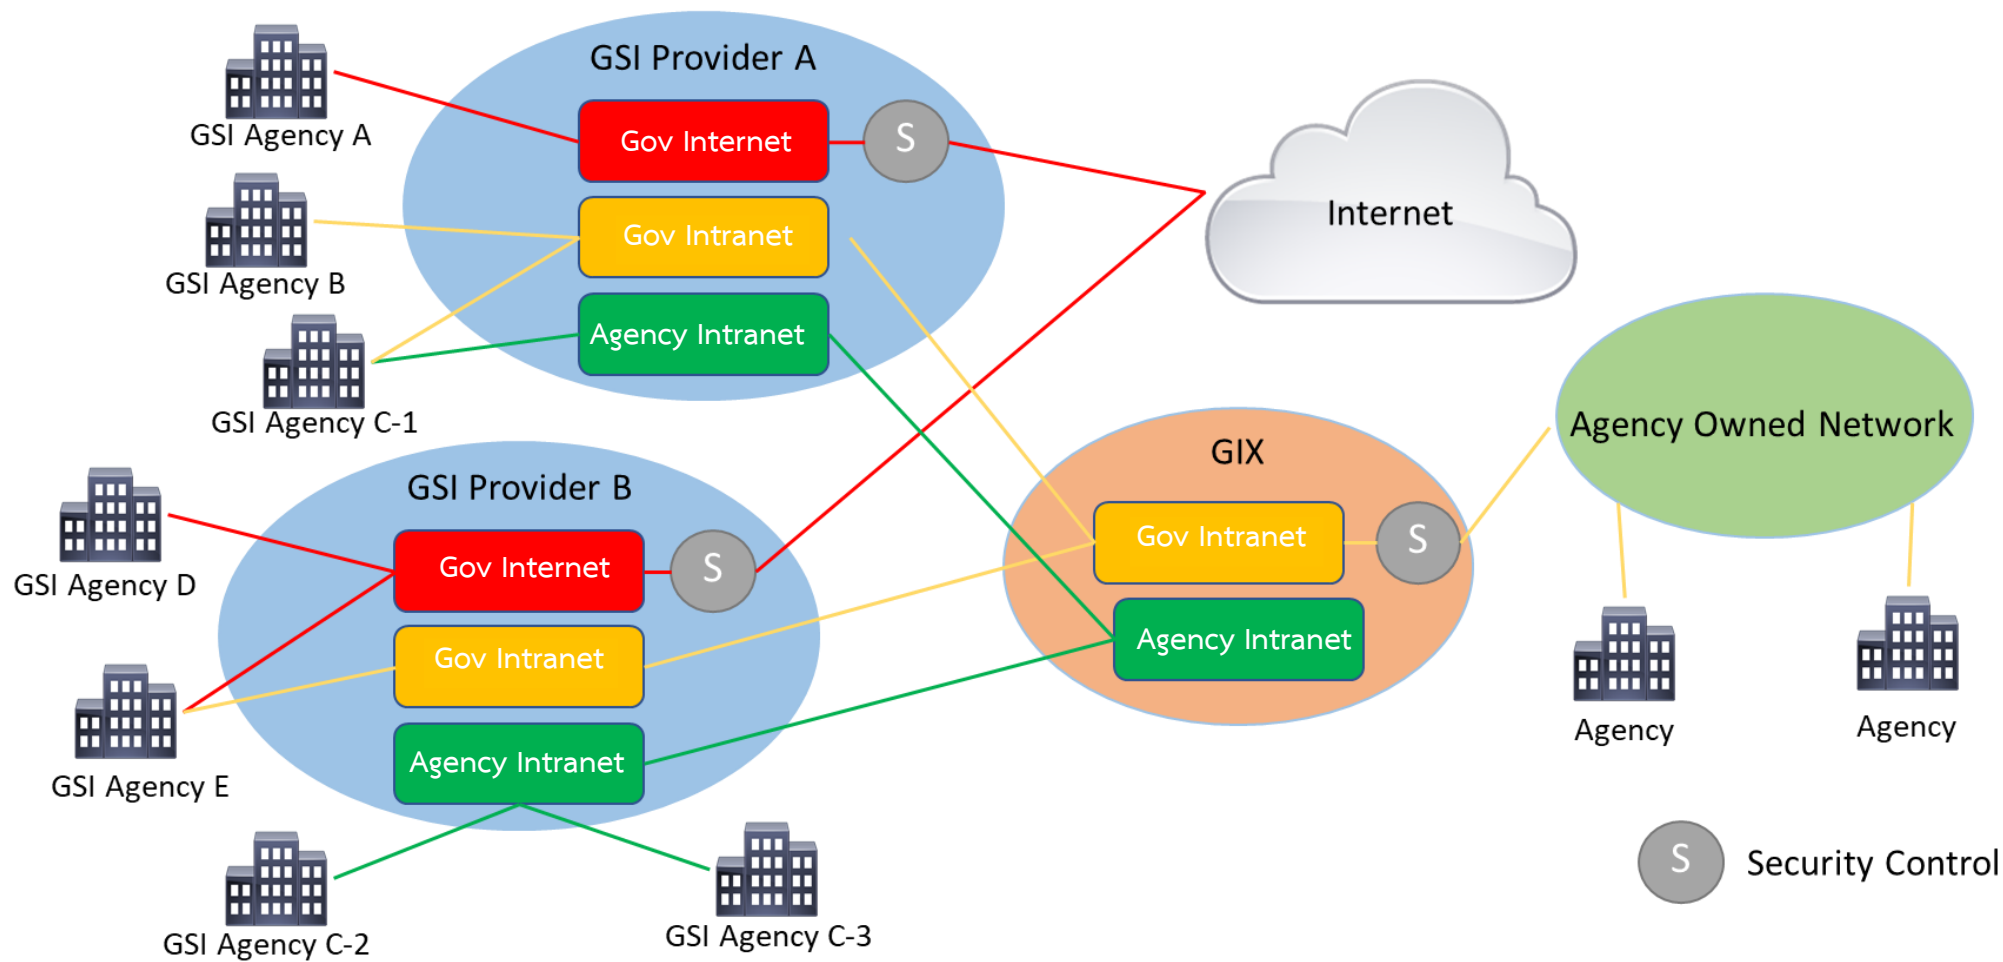 GSI Provider A
GSI Agency A
Gov Internet
S
GSI Agency B
Gov Intranet
Internet
GSI Agency C-1
Agency Intranet
Agency Owned Network
GSI Provider B
GIX
GSI Agency D
Gov Internet
S
Gov Intranet
S
GSI Agency E
Gov Intranet
Agency Intranet
Agency Intranet
Agency
Agency
GSI Agency C-2
GSI Agency C-3
S
Security Control